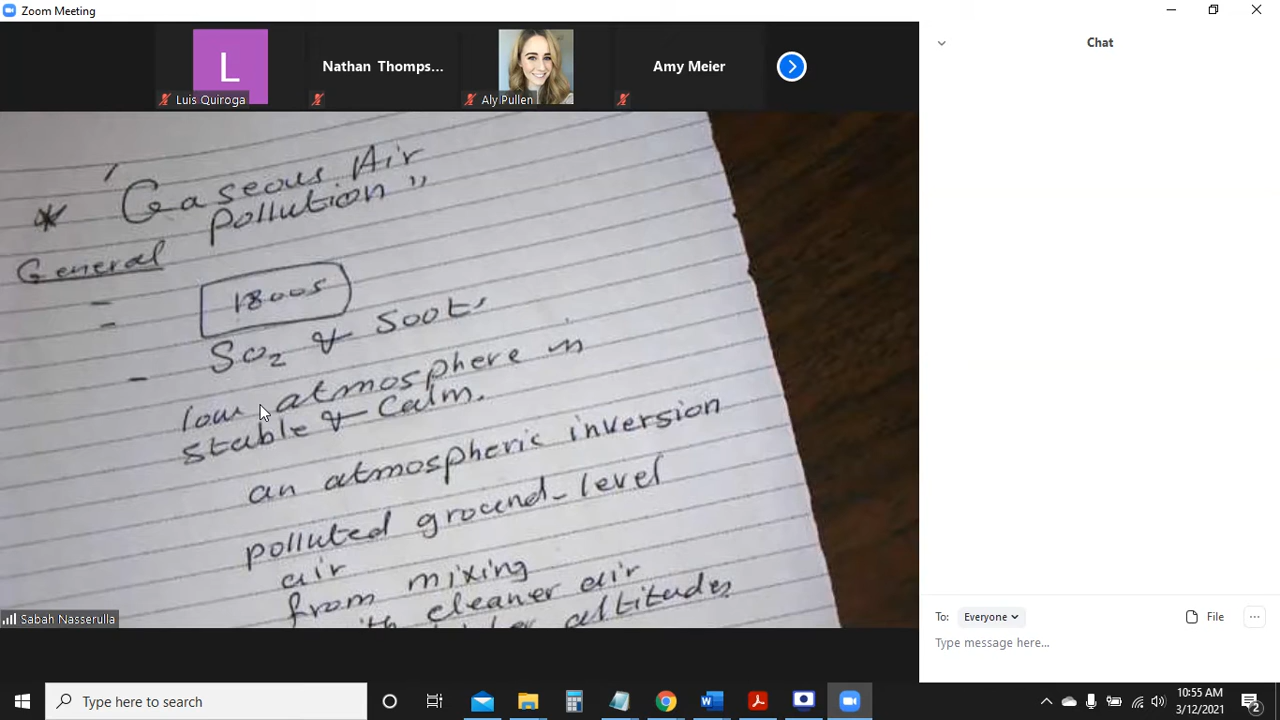 Zoom Meeting
L
Luis Quiroga
Nathan Thomps...
Aly Pullen
Amy Meier
Chat
* "Gaseous Air
Pollution"
General
- 1800s
-
- SO2 & Soot,
low atmosphere in
stable & Calm.
an atmospheric inversion
polluted ground-level
air
from mixing
with cleaner air
altitudes
Sabah Nasserulla
To: Everyone
File
...
Type message here...
Type here to search
10:55 AM
3/12/2021
2